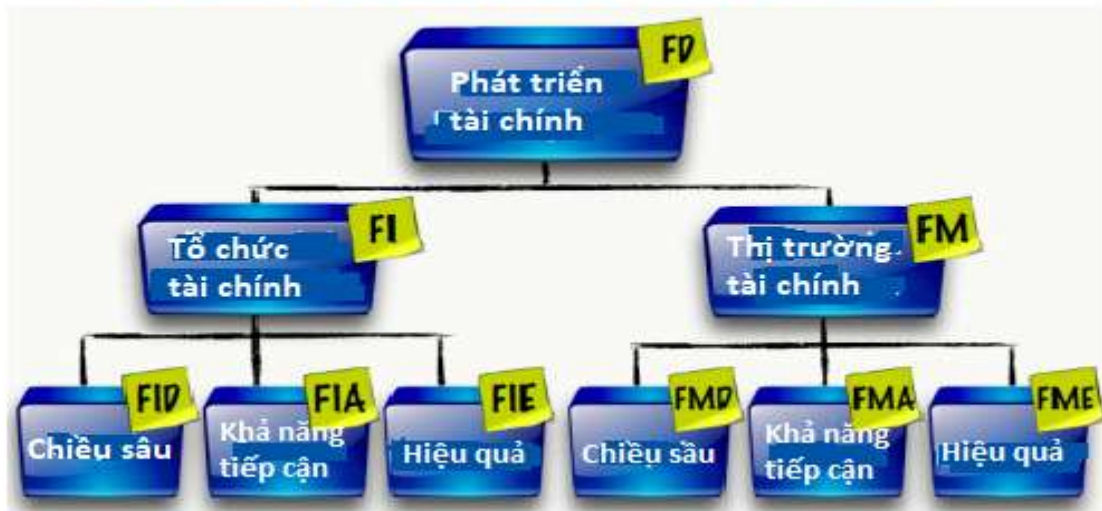 FD
Phát triển
tài chính
FI
Tổ chức
tài chính
FM
Thị trường
tài chính
FID
Chiều sâu
FIA
Khả năng
tiếp cận
FIE
Hiệu quả
FMD
Chiều sầu
FMA
Khả năng
tiếp cận
FME
Hiệu quả